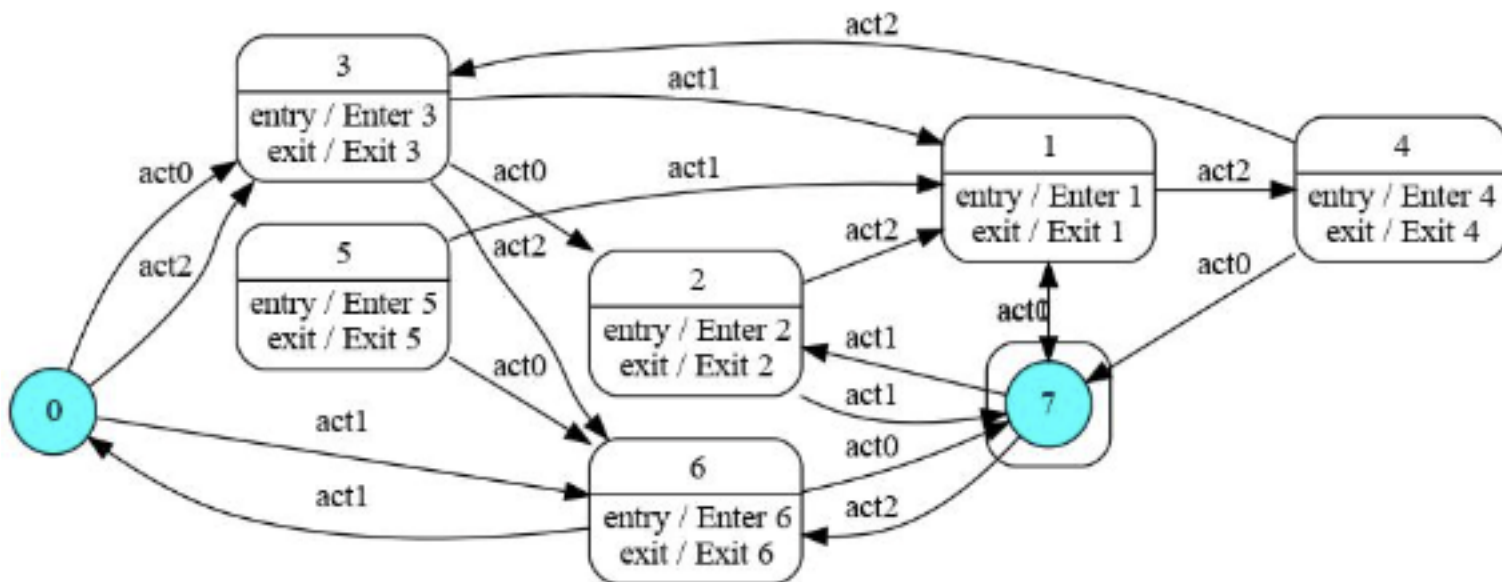 act2
3
entry / Enter 3
exit / Exit 3
act1
act0
act2
act0
act2
5
entry / Enter 5
exit / Exit 5
act1
act0
1
entry / Enter 1
exit / Exit 1
act2
4
entry / Enter 4
exit / Exit 4
act2
act0
2
entry / Enter 2
exit / Exit 2
act1
act1
7
0
act1
act1
6
entry / Enter 6
exit / Exit 6
act0
act2